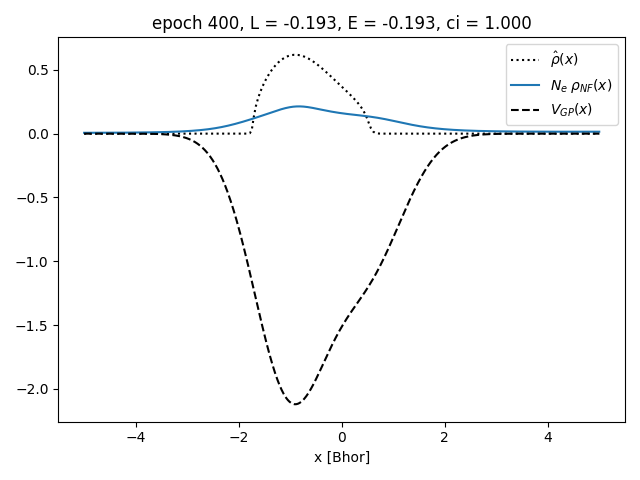 epoch 400, L = -0.193, E = -0.193, ci = 1.000
ρ̂(x)
N_e ρ_NF(x)
V_GP(x)
0.5
0.0
−0.5
−1.0
−1.5
−2.0
−4 −2 0 2 4
x [Bhor]